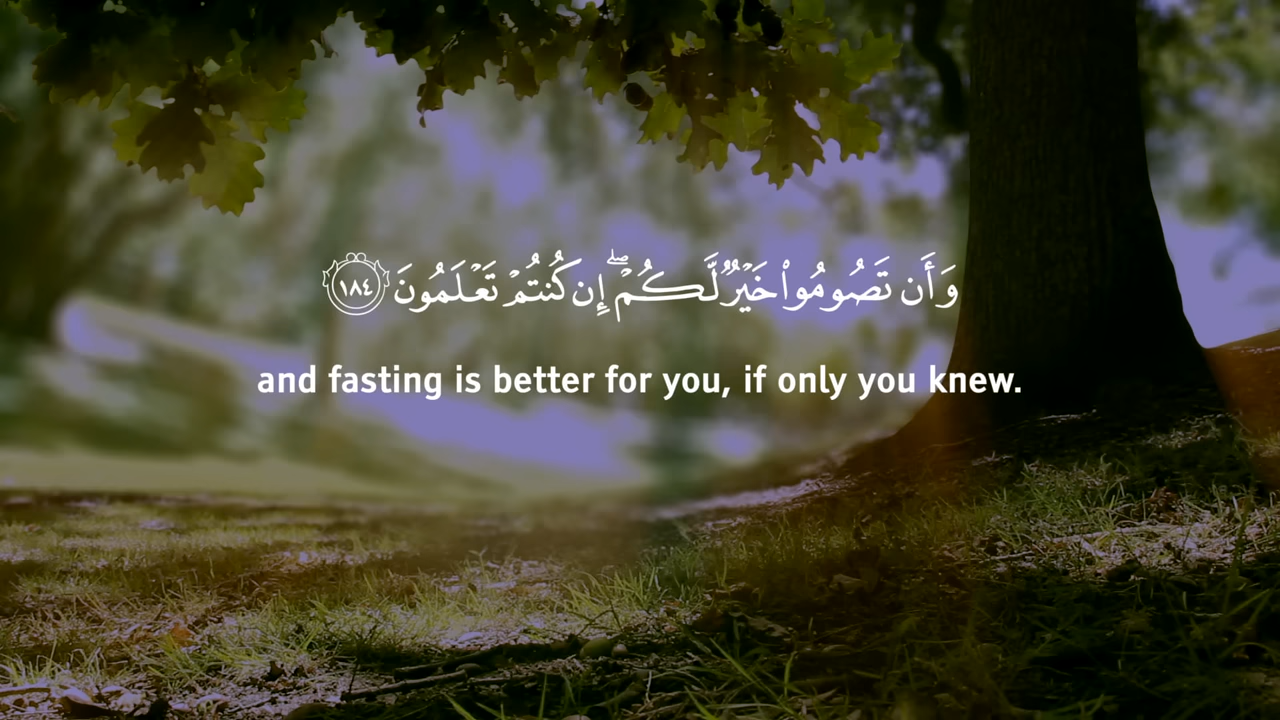 وَأَن تَصُومُوا۟ خَيْرٌ لَّكُمْ ۖ إِن كُنتُمْ تَعْلَمُونَ ١٨٤
and fasting is better for you, if only you knew.